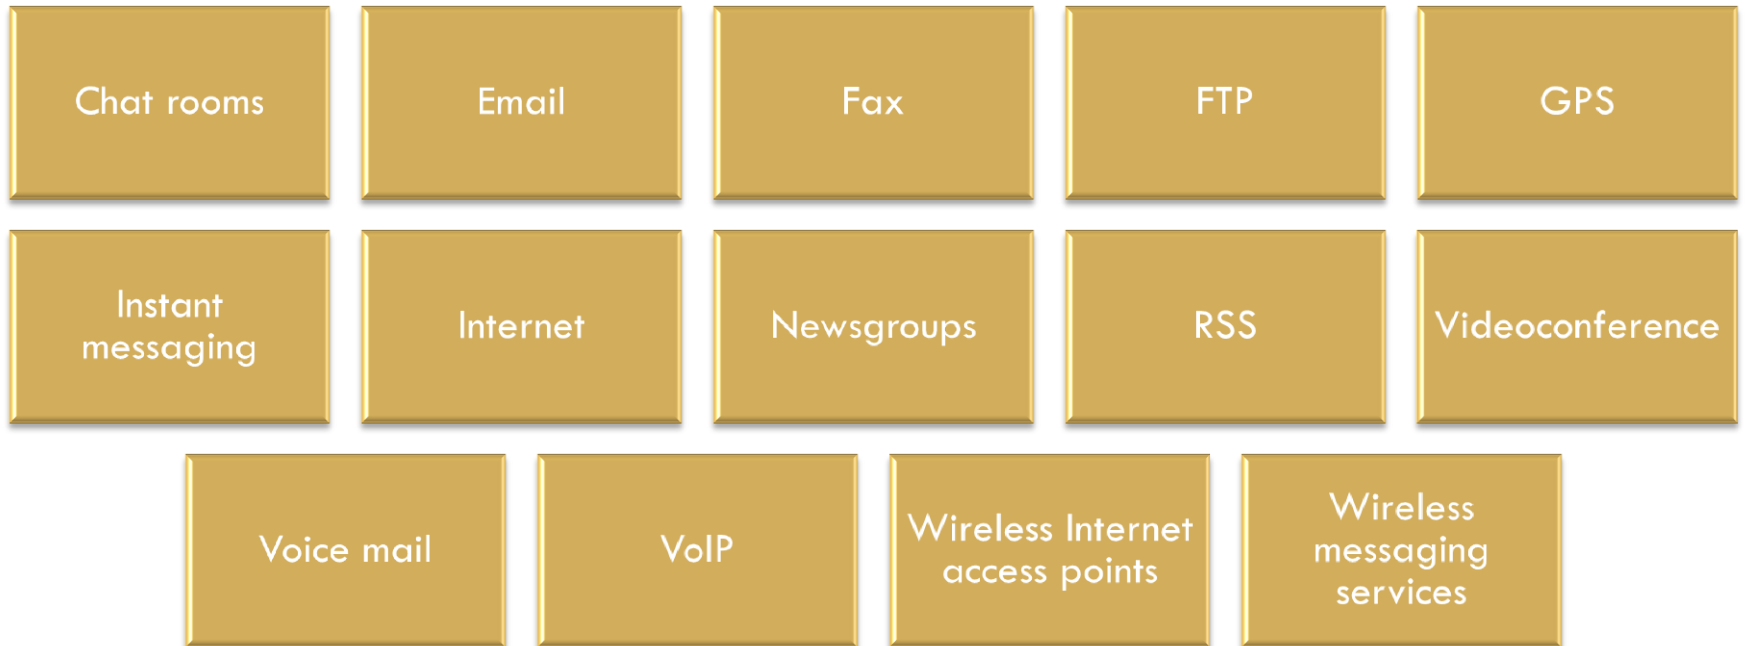 Chat rooms
Email
Fax
FTP
GPS
Instant
messaging
Internet
Newsgroups
RSS
Videoconference
Voice mail
VoIP
Wireless Internet
access points
Wireless
messaging
services